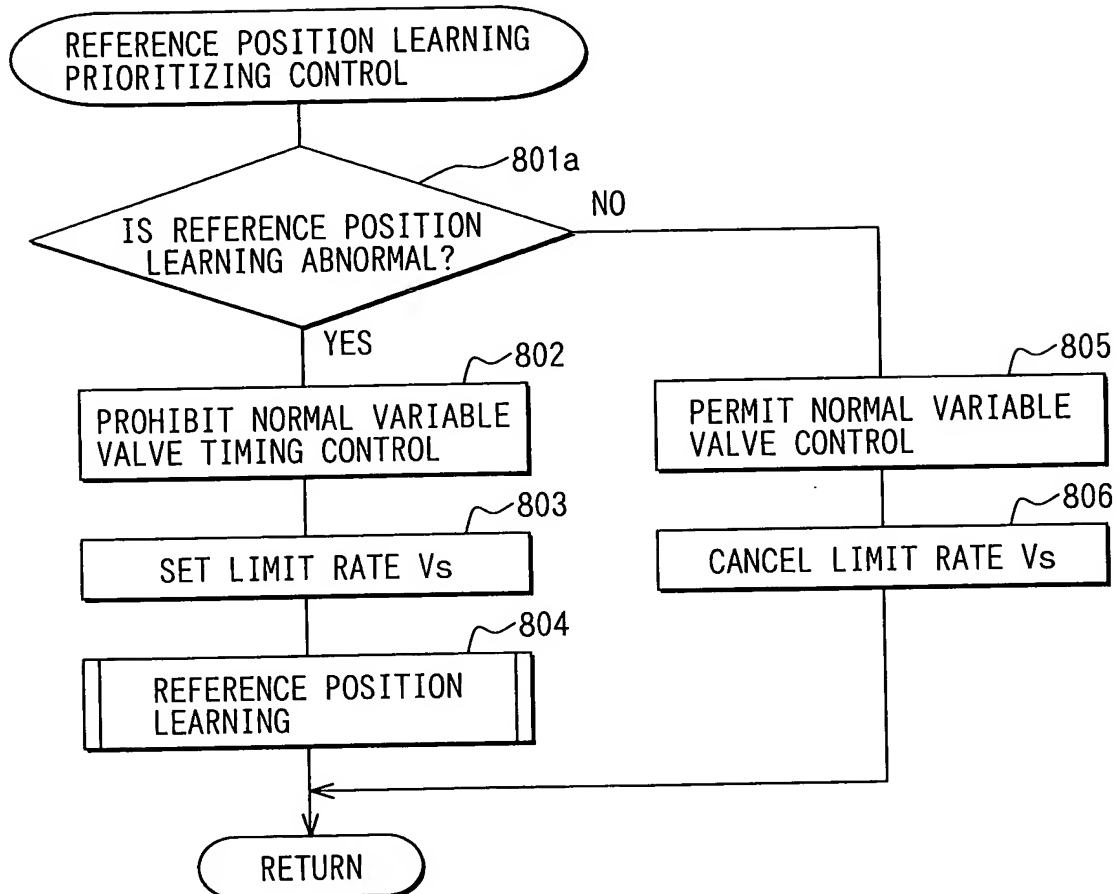 REFERENCE POSITION LEARNING
PRIORITIZING CONTROL
801a
IS REFERENCE POSITION
LEARNING ABNORMAL?
NO
YES
802
PROHIBIT NORMAL VARIABLE
VALVE TIMING CONTROL
803
SET LIMIT RATE Vs
804
REFERENCE POSITION
LEARNING
805
PERMIT NORMAL VARIABLE
VALVE CONTROL
806
CANCEL LIMIT RATE Vs
RETURN